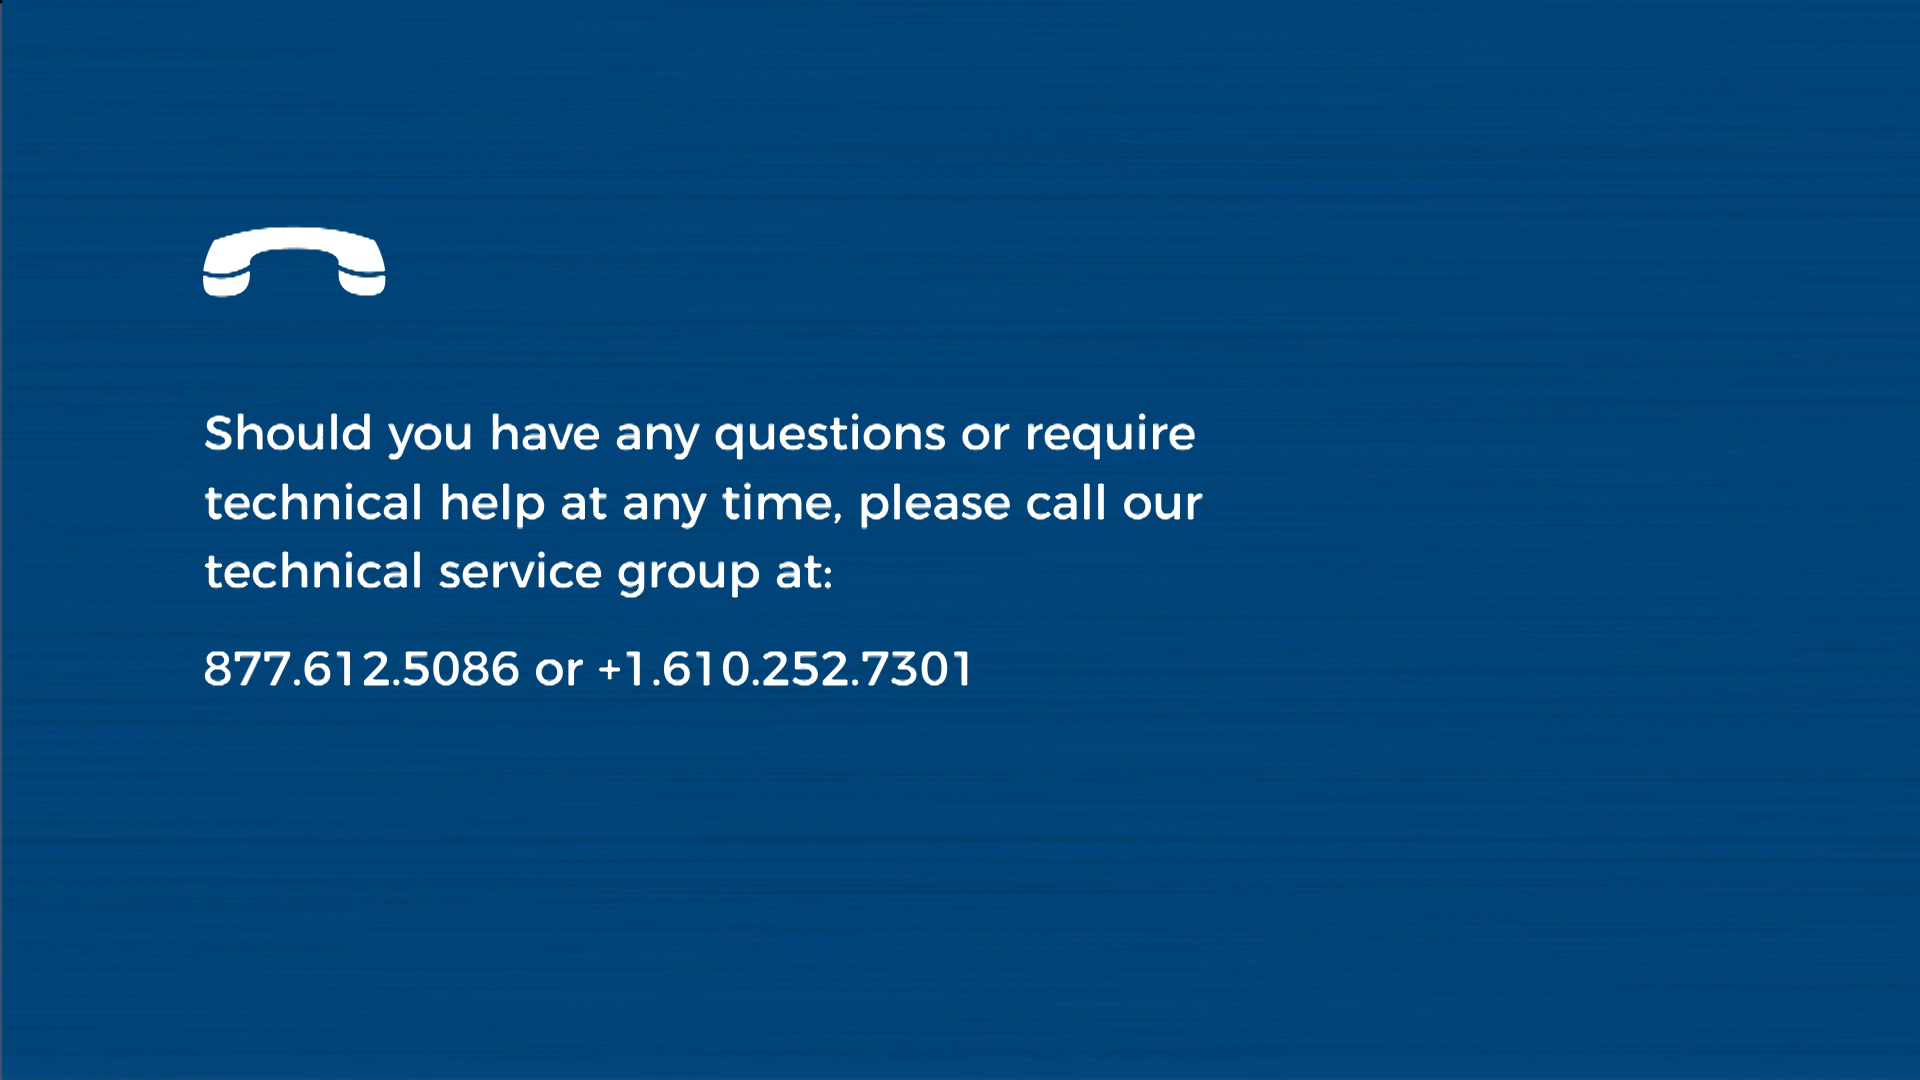 Should you have any questions or require
technical help at any time, please call our
technical service group at:
877.612.5086 or +1.610.252.7301